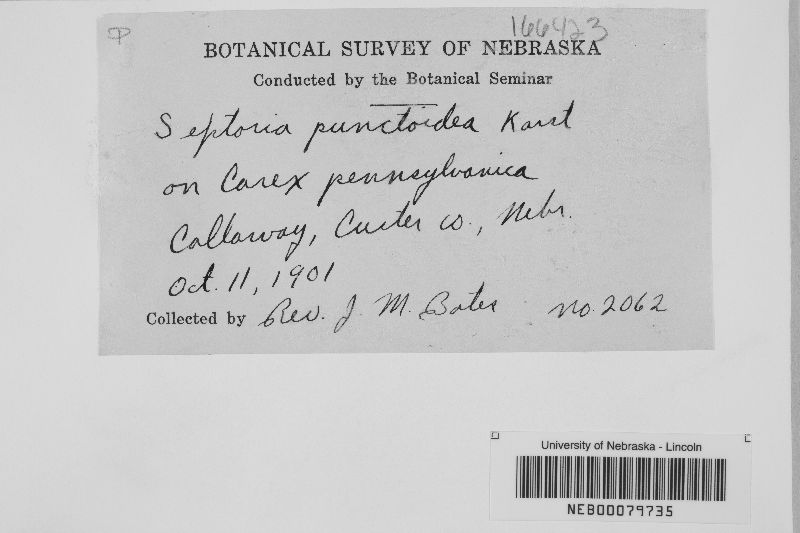 166423
BOTANICAL SURVEY OF NEBRASKA
Conducted by the Botanical Seminar
Septoria punctoidea Karst
on Carex pennsylvanica
Callaway, Custer co., Nebr.
Oct. 11, 1901
Collected by Rev. J. M. Bates no. 2062
University of Nebraska - Lincoln
NEB00079735